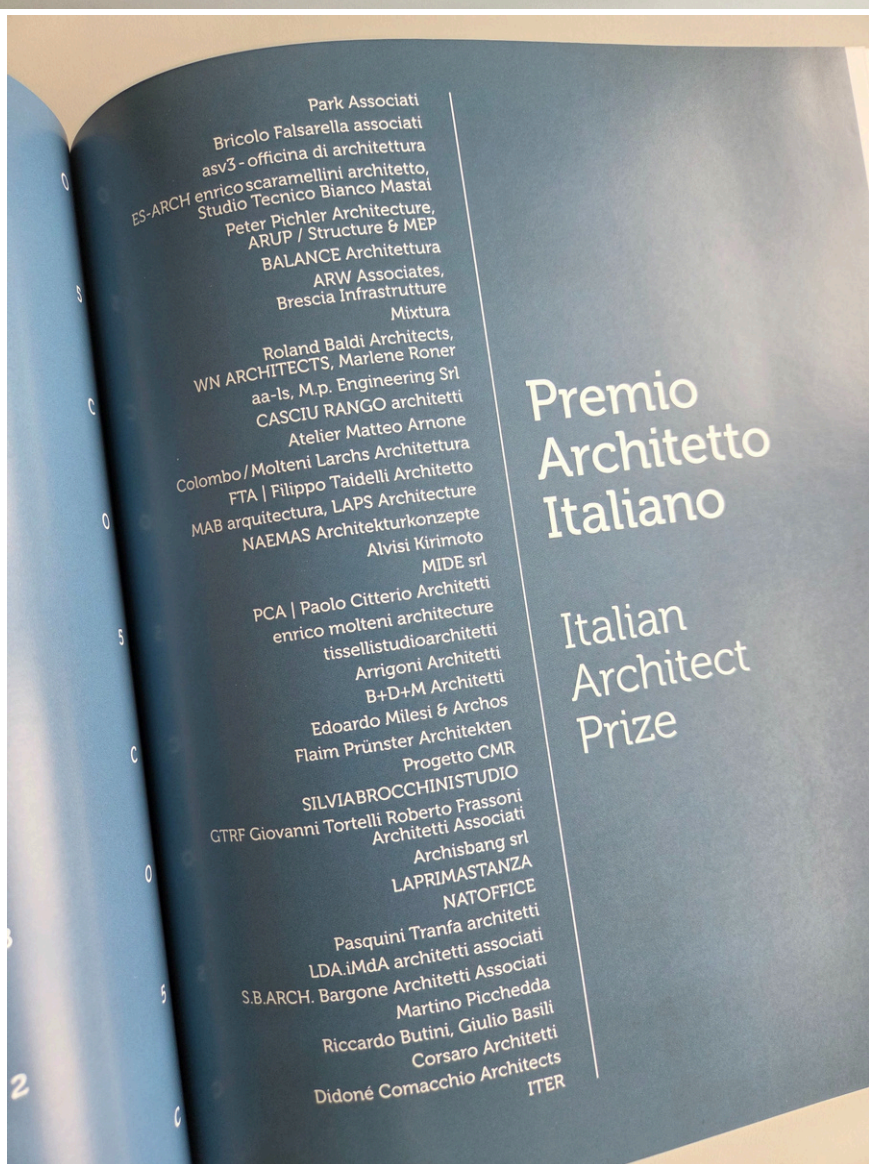 Park Associati
Bricolo Falsarella associati
asv3 - officina di architettura
ES-ARCH enrico scaramellini architetto,
Studio Tecnico Bianco Mastai
Peter Pichler Architecture,
ARUP / Structure & MEP
BALANCE Architettura
ARW Associates,
Brescia Infrastrutture
Mixtura
Roland Baldi Architects,
WN ARCHITECTS, Marlene Roner
aa-ls, M.p. Engineering Srl
CASCIU RANGO architetti
Atelier Matteo Arnone
Colombo/Molteni Larchs Architettura
FTA | Filippo Taidelli Architetto
MAB arquitectura, LAPS Architecture
NAEMAS Architekturkonzepte
Alvisi Kirimoto
MIDE srl
PCA | Paolo Citterio Architetti
enrico molteni architecture
tissellistudioarchitetti
Arrigoni Architetti
B+D+M Architetti
Edoardo Milesi & Archos
Flaim Prünster Architekten
Progetto CMR
SILVIABROCCHINISTUDIO
GTRF Giovanni Tortelli Roberto Frassoni
Architetti Associati
Archisbang srl
LAPRIMASTANZA
NATOFFICE
Pasquini Tranfa architetti
LDA.iMdA architetti associati
S.B.ARCH. Bargone Architetti Associati
Martino Picchedda
Riccardo Butini, Giulio Basili
Corsaro Architetti
Didoné Comacchio Architects
ITER
Premio
Architetto
Italiano
Italian
Architect
Prize
2